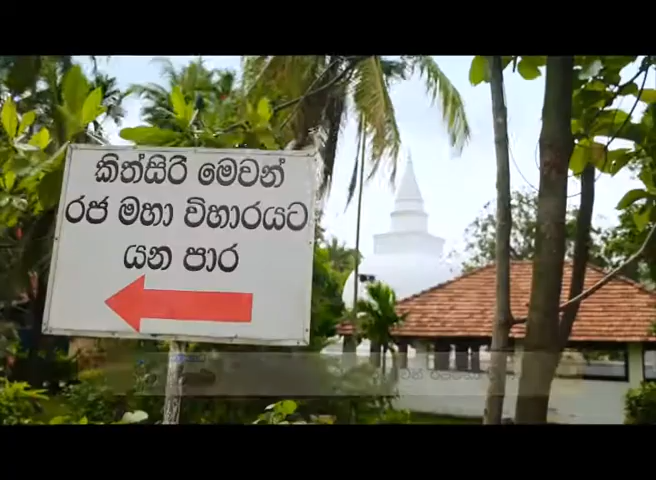 කිත්සිරි මෙවන්
රජ මහා විහාරයට
යන පාර